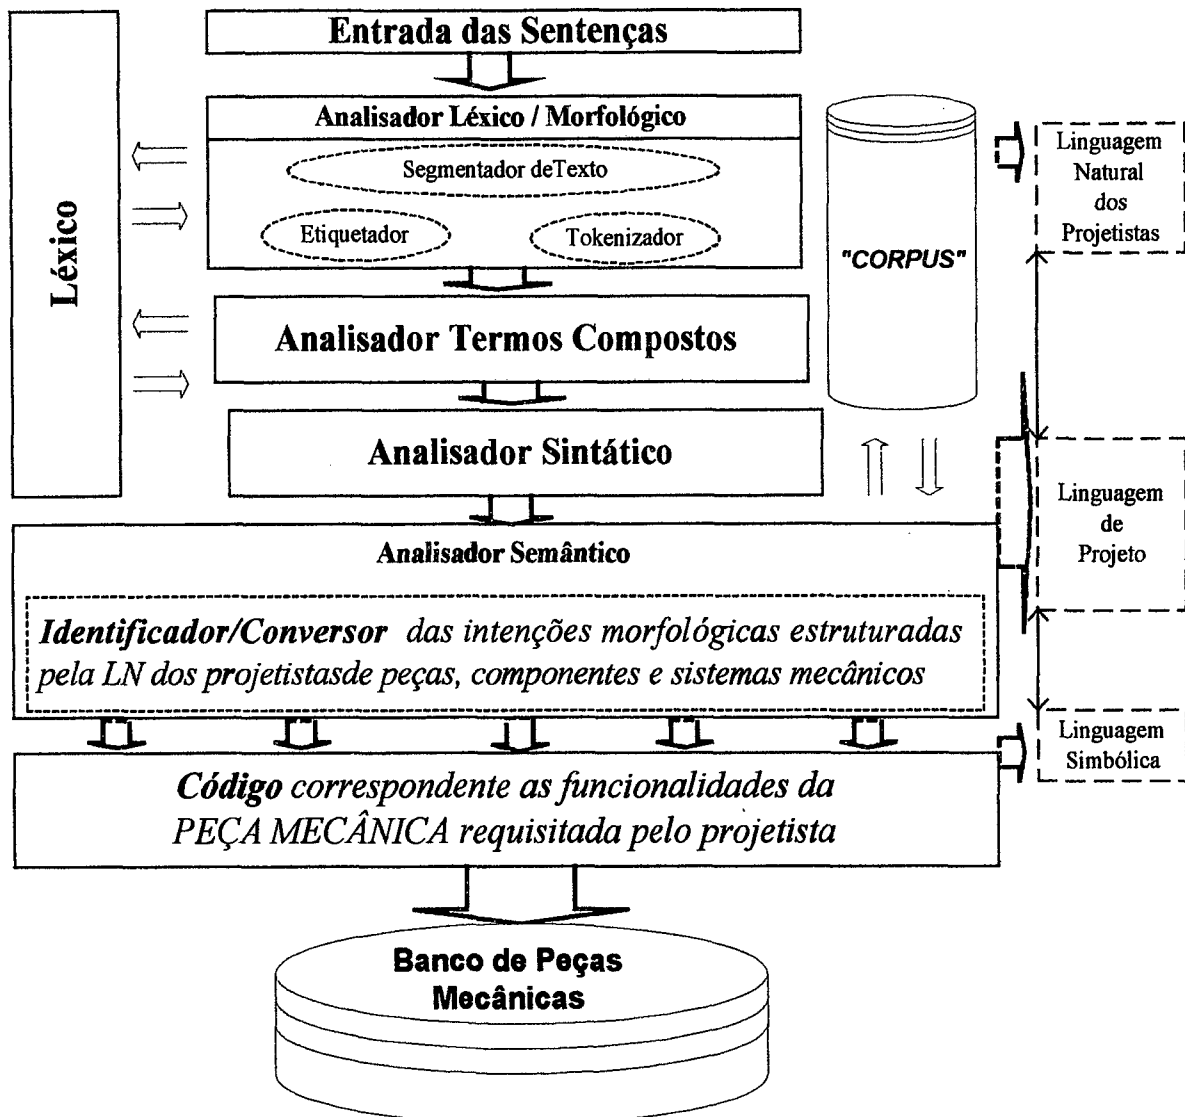 Entrada das Sentenças
Analisador Léxico / Morfológico
Segmentador deTexto
Etiquetador
Tokenizador
Léxico
"CORPUS"
Linguagem
Natural
dos
Projetistas
Analisador Termos Compostos
Analisador Sintático
Linguagem
de
Projeto
Analisador Semântico
Identificador/Conversor das intenções morfológicas estruturadas
pela LN dos projetistasde peças, componentes e sistemas mecânicos
Linguagem
Simbólica
Código correspondente as funcionalidades da
PEÇA MECÂNICA requisitada pelo projetista
Banco de Peças
Mecânicas